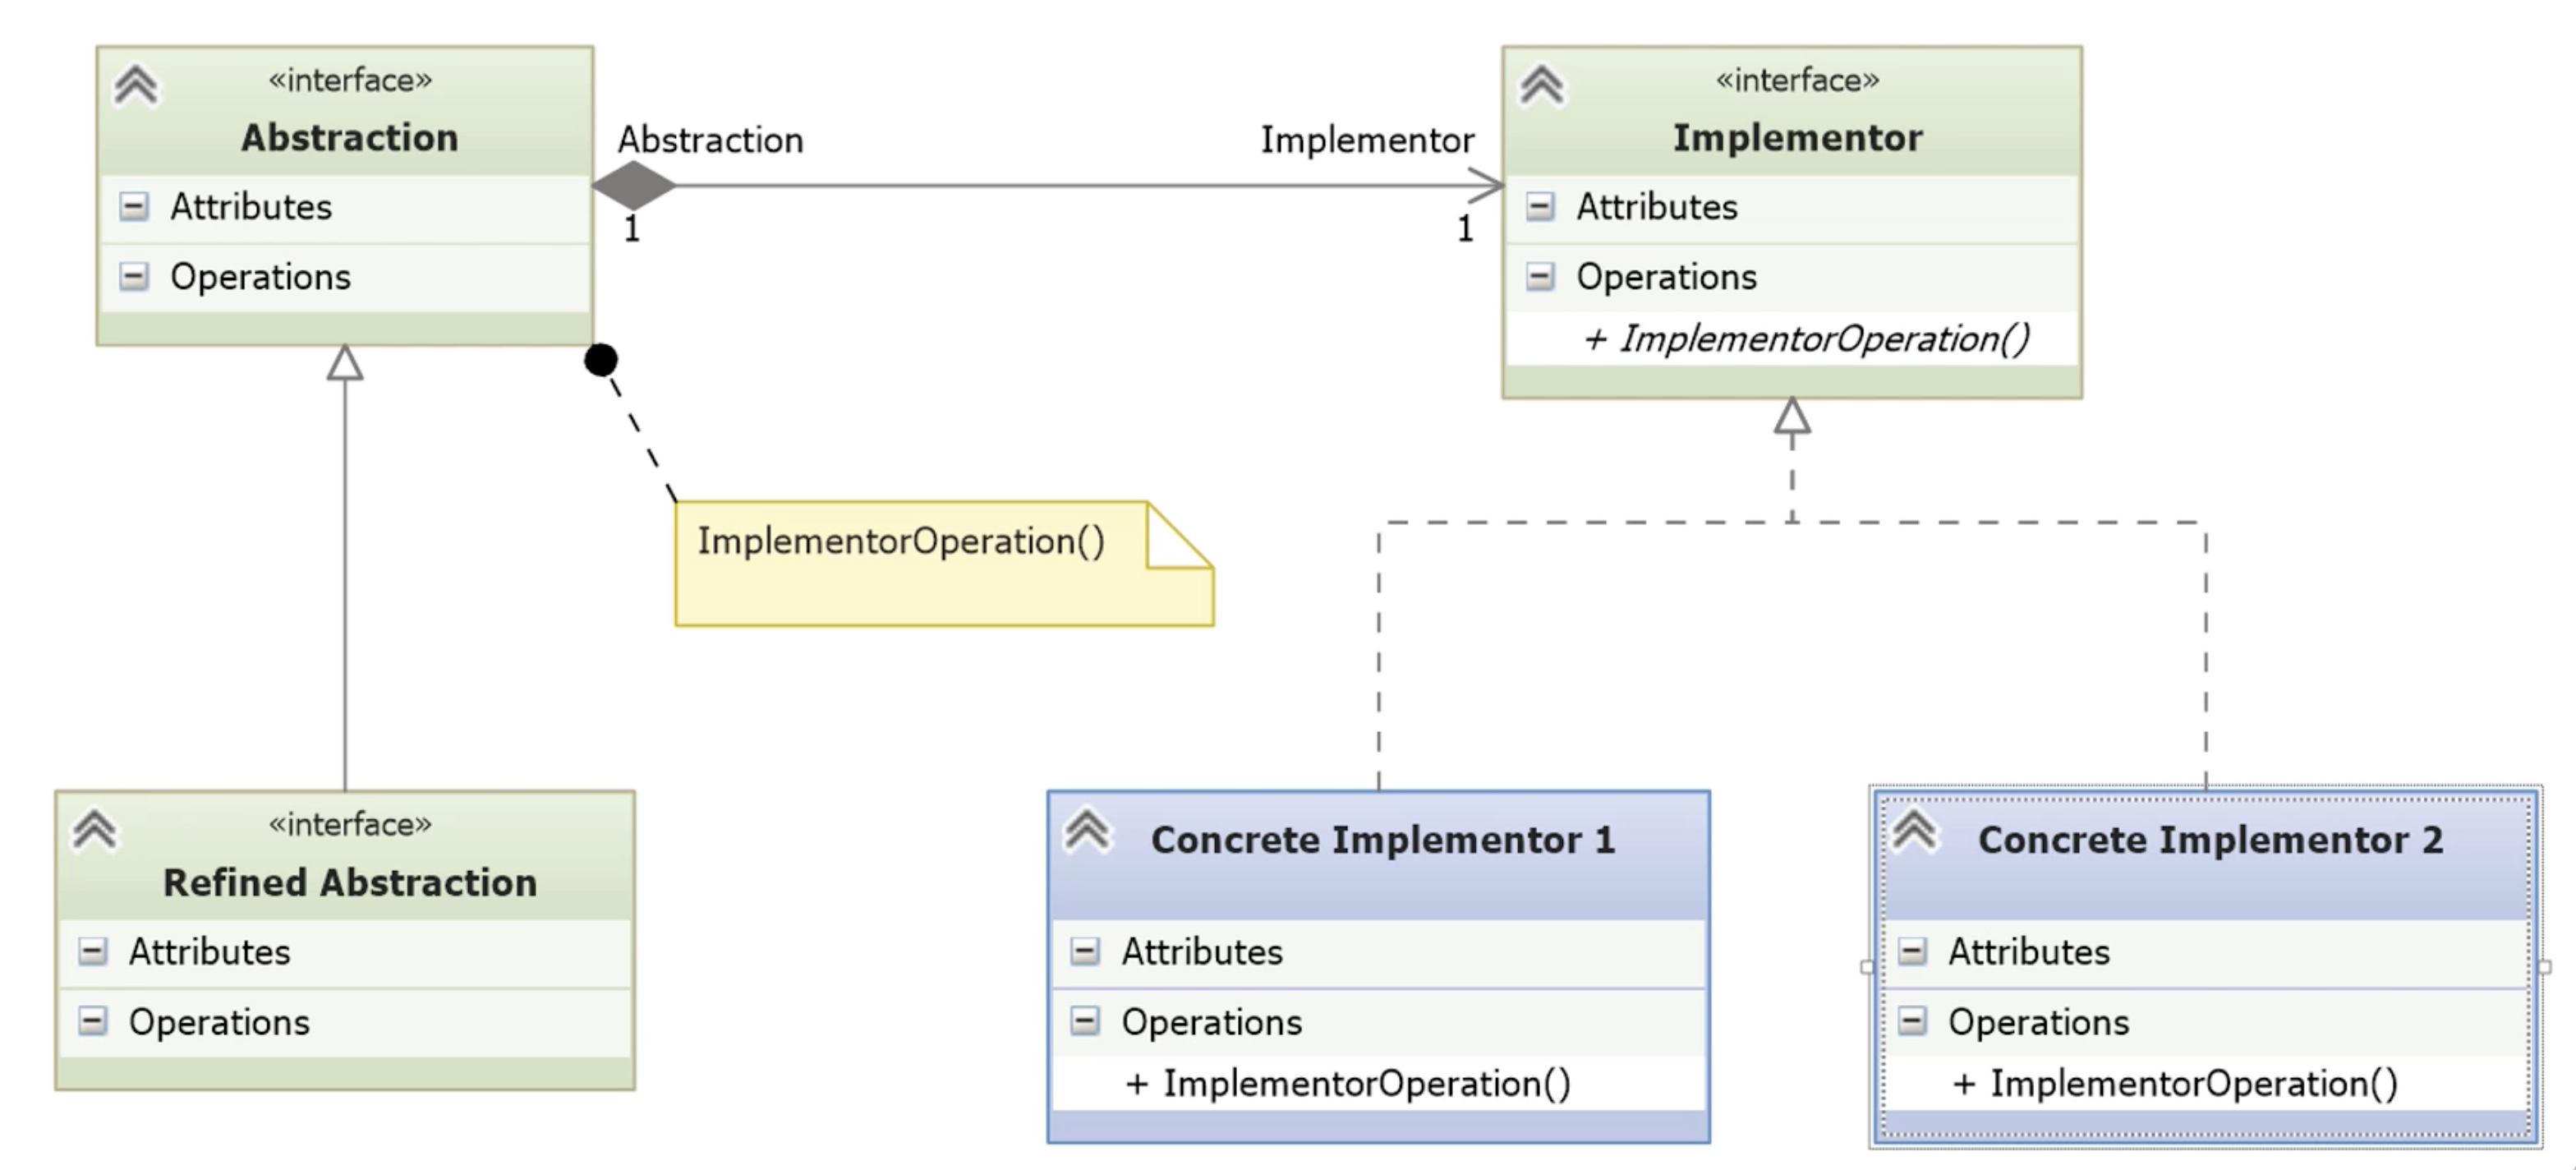 «interface»
Abstraction
Attributes
Operations
Abstraction
1
Implementor
1
«interface»
Implementor
Attributes
Operations
+ ImplementorOperation()
ImplementorOperation()
«interface»
Refined Abstraction
Attributes
Operations
Concrete Implementor 1
Attributes
Operations
+ ImplementorOperation()
Concrete Implementor 2
Attributes
Operations
+ ImplementorOperation()